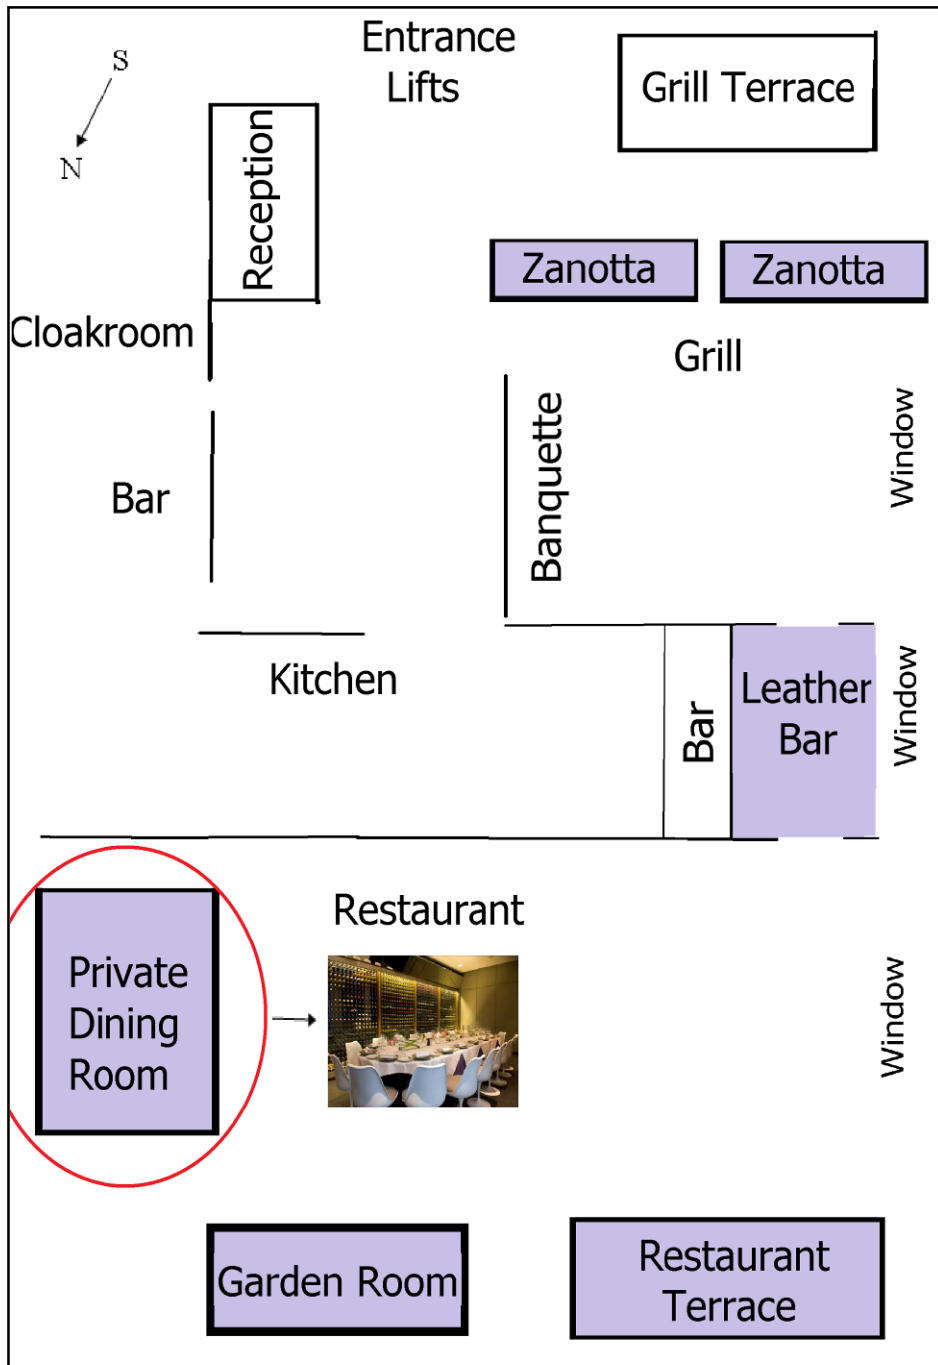 Entrance
Lifts
Grill Terrace
S
N
Reception
Zanotta
Zanotta
Cloakroom
Grill
Window
Banquette
Bar
Kitchen
Bar
Leather
Bar
Window
Restaurant
Private
Dining
Room
Window
Garden Room
Restaurant
Terrace